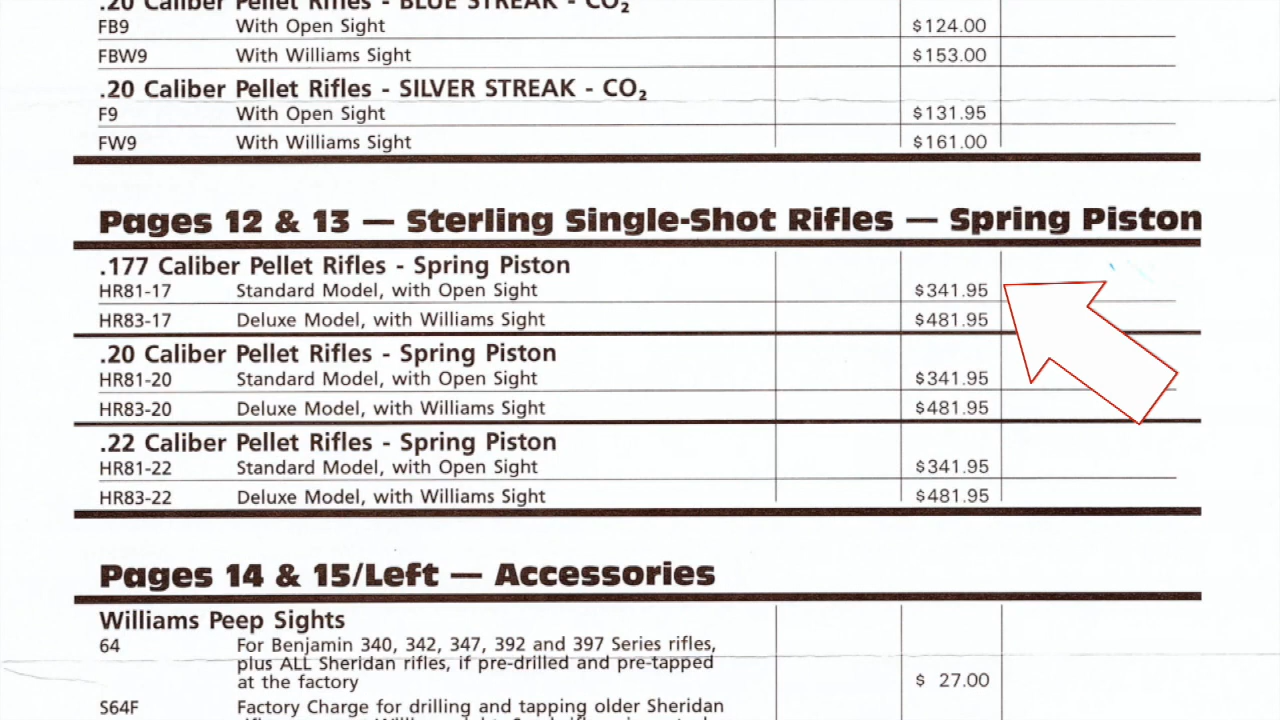 .20 Caliber Pellet Rifles - BLUE STREAK - CO₂
FB9 With Open Sight $124.00
FBW9 With Williams Sight $153.00
.20 Caliber Pellet Rifles - SILVER STREAK - CO₂
F9 With Open Sight $131.95
FW9 With Williams Sight $161.00
Pages 12 & 13 — Sterling Single-Shot Rifles — Spring Piston
.177 Caliber Pellet Rifles - Spring Piston
HR81-17 Standard Model, with Open Sight $341.95
HR83-17 Deluxe Model, with Williams Sight $481.95
.20 Caliber Pellet Rifles - Spring Piston
HR81-20 Standard Model, with Open Sight $341.95
HR83-20 Deluxe Model, with Williams Sight $481.95
.22 Caliber Pellet Rifles - Spring Piston
HR81-22 Standard Model, with Open Sight $341.95
HR83-22 Deluxe Model, with Williams Sight $481.95
Pages 14 & 15/Left — Accessories
Williams Peep Sights
64 For Benjamin 340, 342, 347, 392 and 397 Series rifles,
plus ALL Sheridan rifles, if pre-drilled and pre-tapped
at the factory $ 27.00
S64F Factory Charge for drilling and tapping older Sheridan